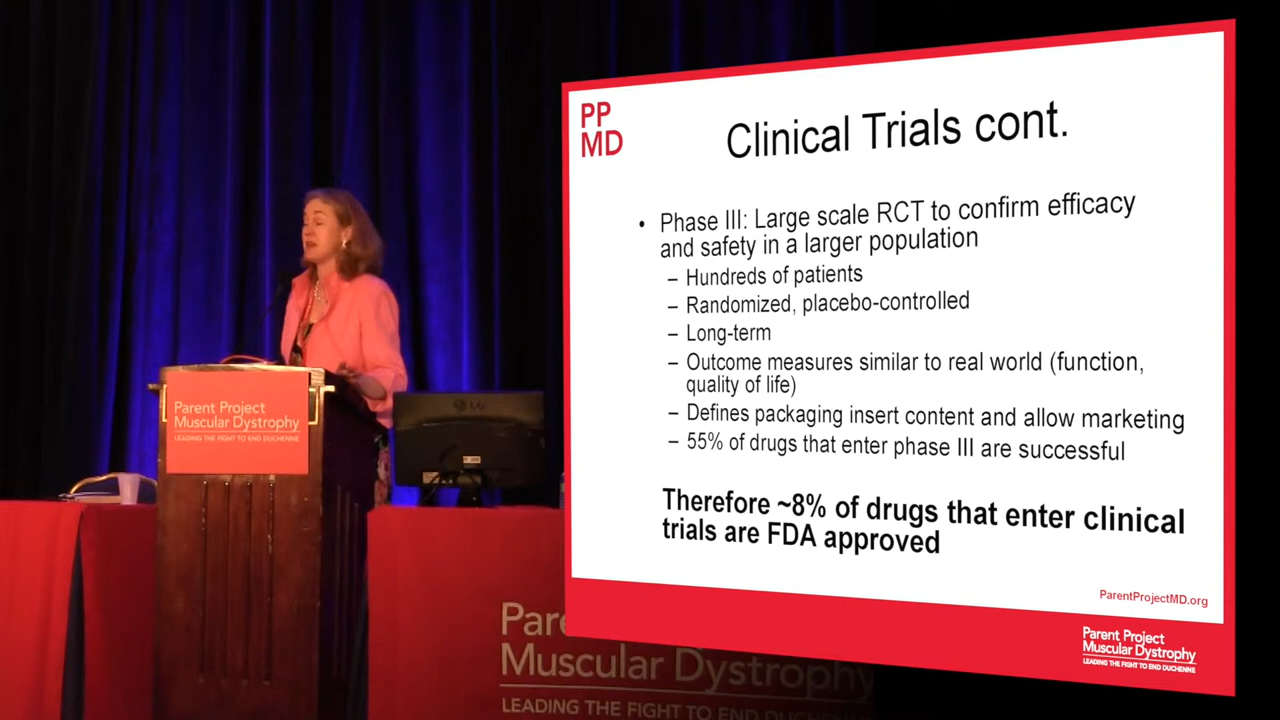 PP
MD
Clinical Trials cont.
• Phase III: Large scale RCT to confirm efficacy
and safety in a larger population
– Hundreds of patients
– Randomized, placebo-controlled
– Long-term
– Outcome measures similar to real world (function,
quality of life)
– Defines packaging insert content and allow marketing
– 55% of drugs that enter phase III are successful
Therefore ~8% of drugs that enter clinical
trials are FDA approved
ParentProjectMD.org
Parent Project
Muscular Dystrophy
LEADING THE FIGHT TO END DUCHENNE
Parent Project
Muscular Dystrophy
LEADING THE FIGHT TO END DUCHENNE
LG
Muscular Dystrophy
LEADING THE FIGHT TO END